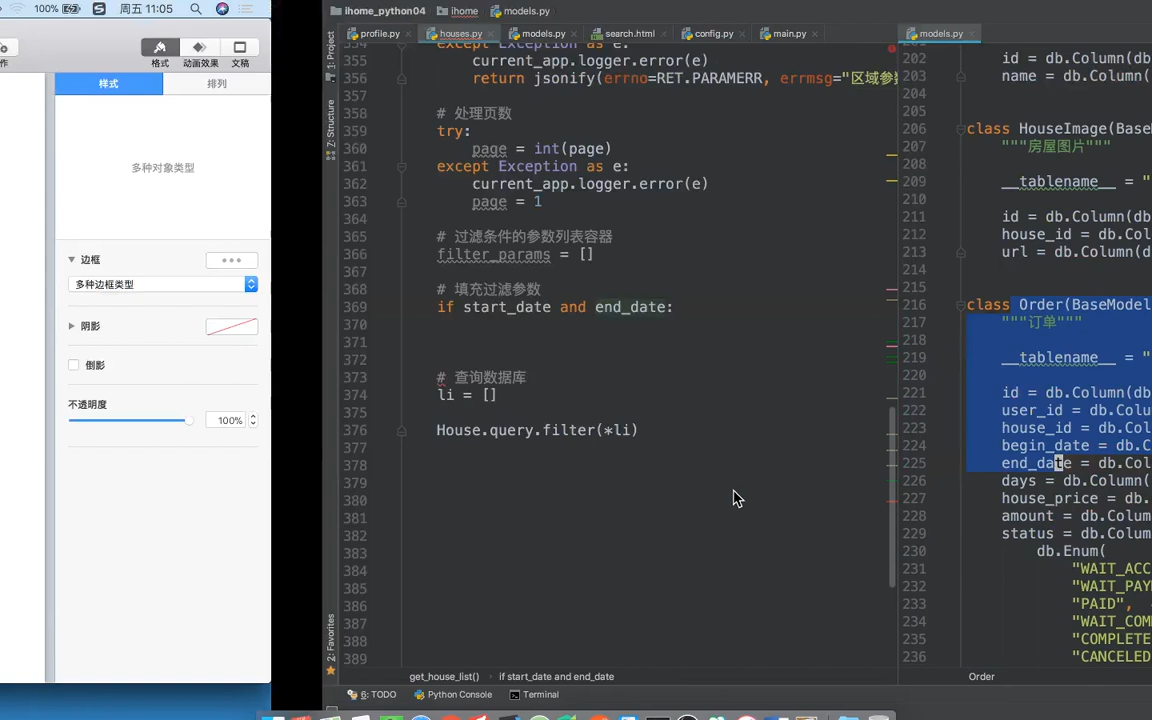 100% 周五 11:05
作 格式 动画效果 文稿
样式 排列
多种对象类型
边框
多种边框类型
阴影
倒影
不透明度
100%
ihome_python04 ihome models.py
profile.py houses.py models.py search.html config.py main.py
1: Project
7: Structure
2: Favorites
354 except Exception as e:
355 current_app.logger.error(e)
356 return jsonify(errno=RET.PARAMERR, errmsg="区域参数
357
358 # 处理页数
359 try:
360 page = int(page)
361 except Exception as e:
362 current_app.logger.error(e)
363 page = 1
364
365 # 过滤条件的参数列表容器
366 filter_params = []
367
368 # 填充过滤参数
369 if start_date and end_date:
370
371
372
373 # 查询数据库
374 li = []
375
376 House.query.filter(*li)
377
378
379
380
381
382
383
384
385
386
387
388
389
get_house_list() › if start_date and end_date
models.py
201
202 id = db.Column(db
203 name = db.Column(
204
205
206 class HouseImage(Base
207 """房屋图片"""
208
209 __tablename__ = "
210
211 id = db.Column(db
212 house_id = db.Col
213 url = db.Column(d
214
215
216 class Order(BaseModel
217 """订单"""
218
219 __tablename__ = "
220
221 id = db.Column(db
222 user_id = db.Colu
223 house_id = db.Col
224 begin_date = db.C
225 end_date = db.Col
226 days = db.Column(
227 house_price = db.
228 amount = db.Colum
229 status = db.Colum
230 db.Enum(
231 "WAIT_ACC
232 "WAIT_PAY
233 "PAID",
234 "WAIT_COM
235 "COMPLETE
236 "CANCELED
Order
6: TODO Python Console Terminal